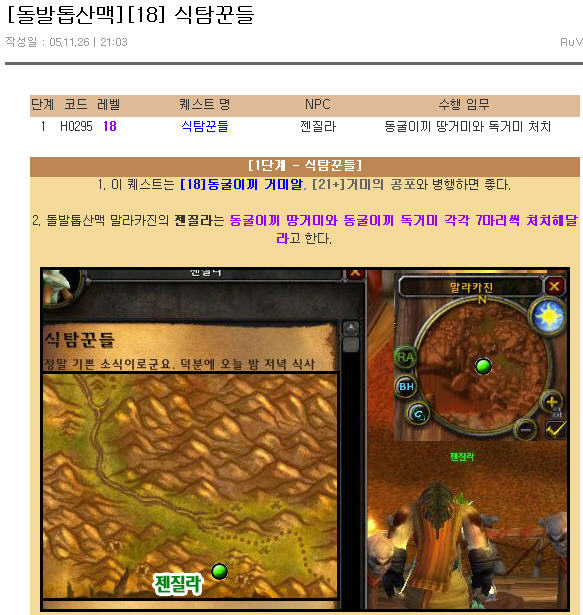 [돌발톱산맥][18] 식탐꾼들
작성일 : 05,11,26 | 21:03 RuV
단계 코드 레벨 퀘스트 명 NPC 수행 임무
1 H0295 18 식탐꾼들 젠질라 동굴이끼 땅거미와 독거미 처치
[1단계 - 식탐꾼들]
1. 이 퀘스트는 [18]동굴이끼 거미알, [21+]거미의 공포와 병행하면 좋다.
2. 돌발톱산맥 말라카진의 젠질라는 동굴이끼 땅거미와 동굴이끼 독거미 각각 7마리씩 처치해달
라고 한다.
젠질라
식탐꾼들
정말 기쁜 소식이로군요. 덕분에 오늘 밤 저녁 식사
젠질라
말라카진
N
RA
BH
젠질라